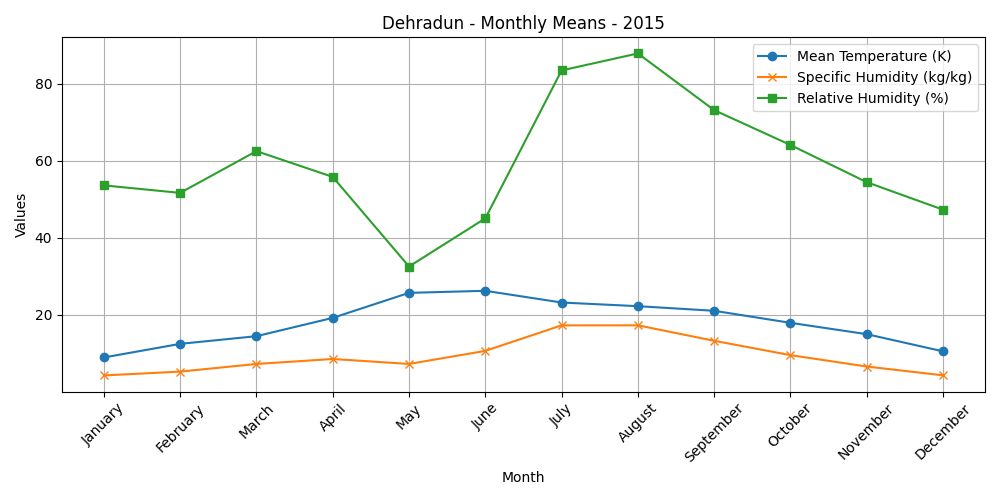 Dehradun - Monthly Means - 2015
Mean Temperature (K)
Specific Humidity (kg/kg)
Relative Humidity (%)
Values
80
60
40
20
January
February
March
April
May
June
July
August
September
October
November
December
Month